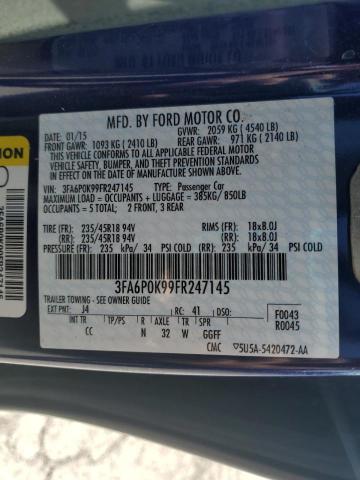 MFD. BY FORD MOTOR CO.
01/15 GVWR: 2059 KG ( 4540 LB)
FRONT GAWR: 1093 KG ( 2410 LB) REAR GAWR: 971 KG ( 2140 LB)
THIS VEHICLE CONFORMS TO ALL APPLICABLE FEDERAL MOTOR
VEHICLE SAFETY, BUMPER, AND THEFT PREVENTION STANDARDS
IN EFFECT ON THE DATE OF MANUFACTURE SHOWN ABOVE.
VIN: 3FA6P0K99FR247145 TYPE: Passenger Car
MAXIMUM LOAD = OCCUPANTS + LUGGAGE = 385KG/ 850LB
OCCUPANTS = 5 TOTAL; 2 FRONT, 3 REAR
TIRE (FR): 235/45R18 94V RIMS (FR): 18x8.0J
(RR): 235/45R18 94V (RR): 18x8.0J
PRESSURE (FR): 235 kPa/ 34 PSI COLD (RR): 235 kPa/ 34 PSI COLD
3FA6P0K99FR247145
TIRE INFLATION - SEE OWNERS GUIDE
EXT PNT: J4 RC: 41 DSO: F0043
INT TR TP/PS R AXLE TR SPR R0045
CC N 32 W GGGG
CMC ▽5U5A-5420472-AA